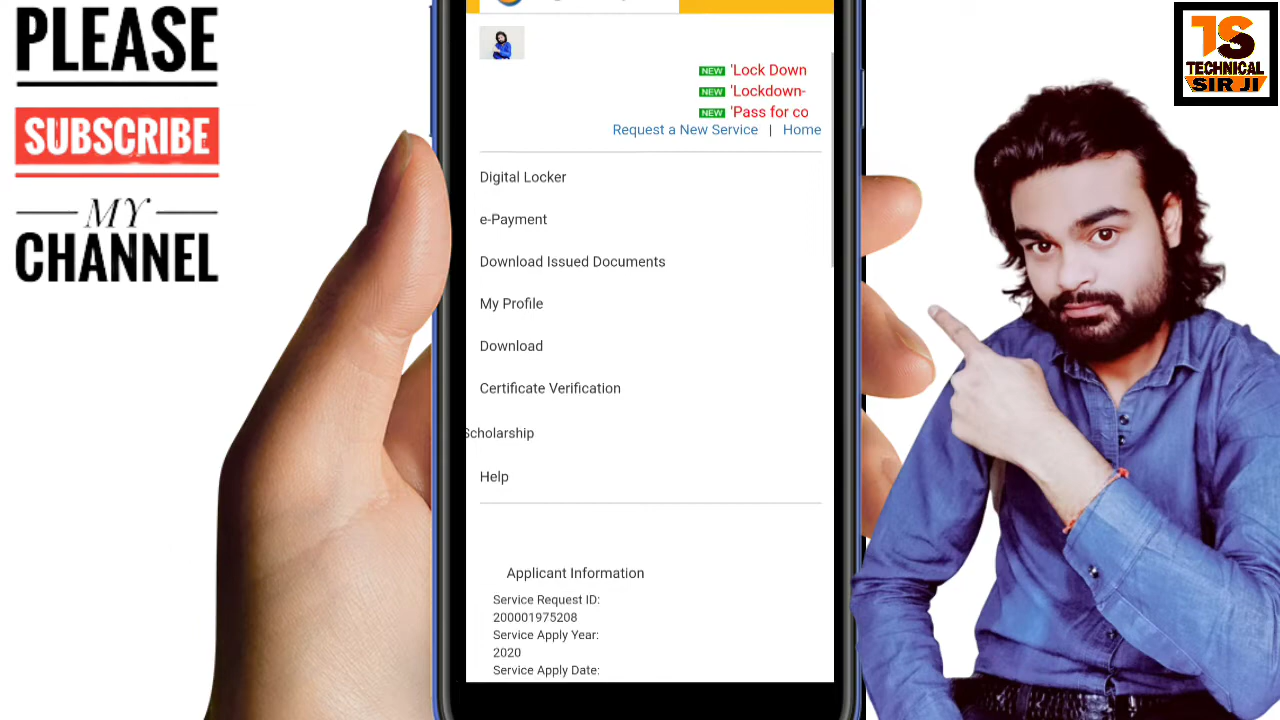 PLEASE
SUBSCRIBE
MY
CHANNEL
NEW 'Lock Down
NEW 'Lockdown-
NEW 'Pass for co
Request a New Service | Home
Digital Locker
e-Payment
Download Issued Documents
My Profile
Download
Certificate Verification
Scholarship
Help
Applicant Information
Service Request ID:
200001975208
Service Apply Year:
2020
Service Apply Date:
TS
TECHNICAL
SIR JI